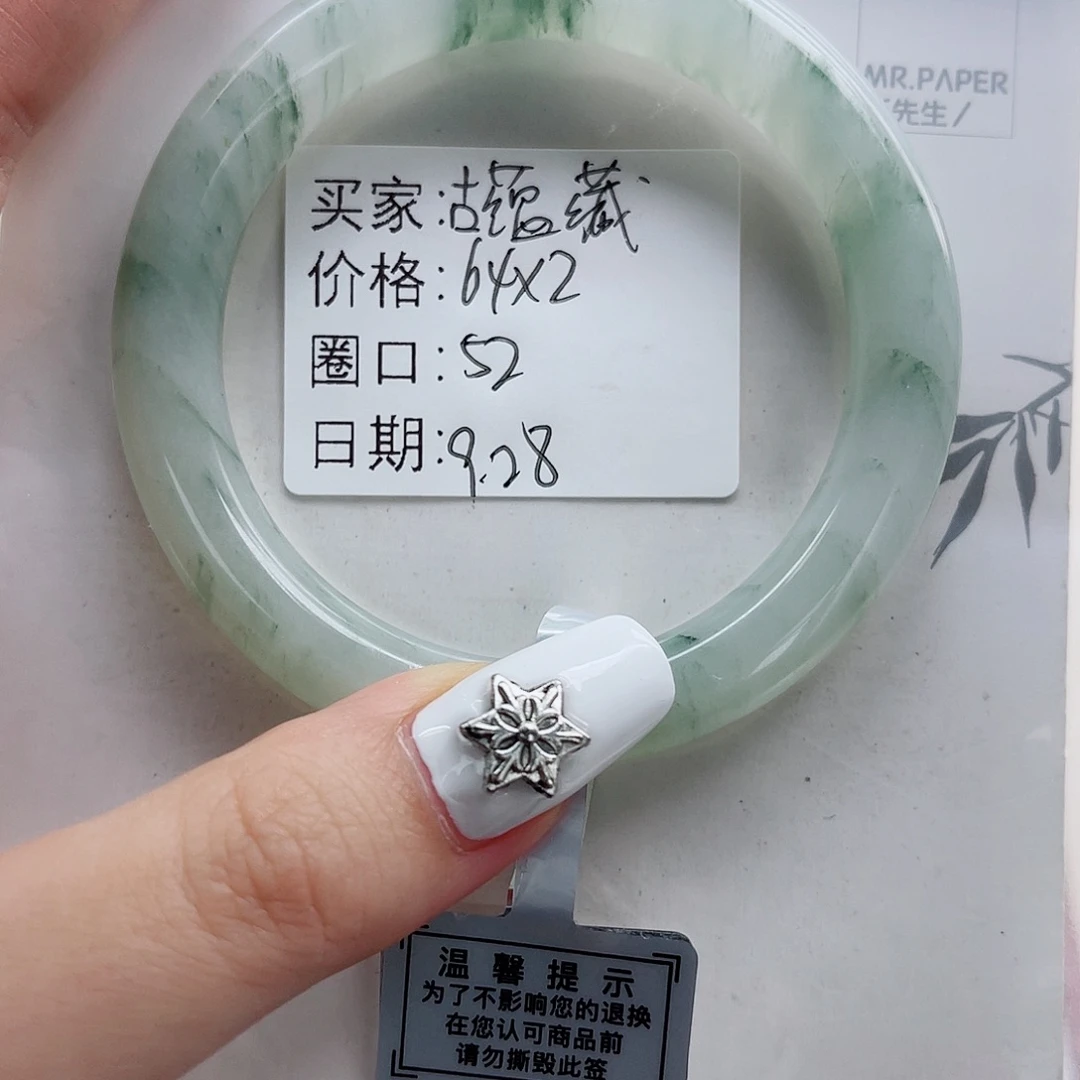 MR.PAPER
先生/
买家:古蕴藏
价格:64x2
圈口:52
日期:9.28
温馨提示
为了不影响您的退换
在您认可商品前
请勿撕毁此签